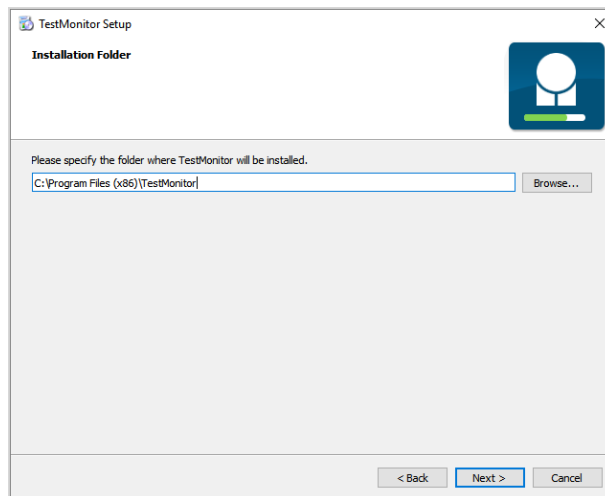 TestMonitor Setup
Installation Folder
Please specify the folder where TestMonitor will be installed.
C:\Program Files (x86)\TestMonitor
Browse...
< Back
Next >
Cancel